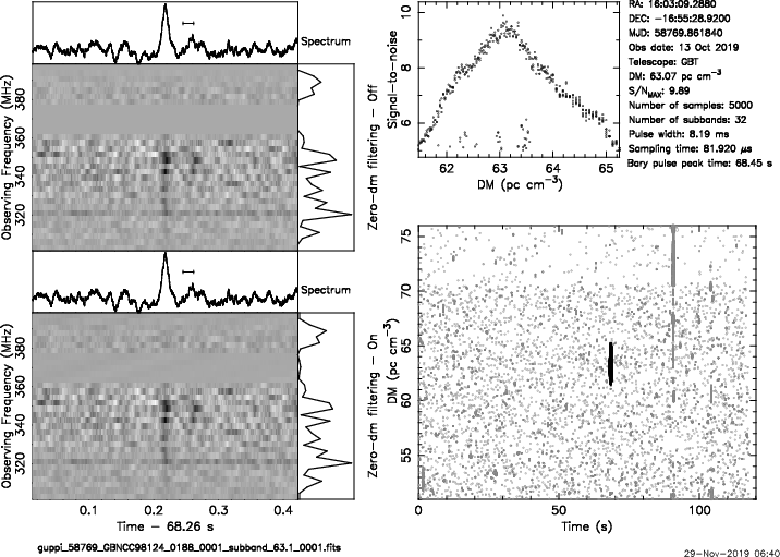 Spectrum
Observing Frequency (MHz)
380
360
340
320
Zero-dm filtering - Off
Spectrum
Observing Frequency (MHz)
380
360
340
320
Zero-dm filtering - On
0.1 0.2 0.3 0.4
Time - 68.26 s
guppi_58769_GBNCC98124_0188_0001_subband_63.1_0001.fits
Signal-to-noise
10
8
6
62 63 64 65
DM (pc cm-3)
RA: 16:03:09.2880
DEC: -16:55:28.9200
MJD: 58769.861840
Obs date: 13 Oct 2019
Telescope: GBT
DM: 63.07 pc cm-3
S/NMAX: 9.89
Number of samples: 5000
Number of subbands: 32
Pulse width: 8.19 ms
Sampling time: 81.920 μs
Bary pulse peak time: 68.45 s
DM (pc cm-3)
75
70
65
60
55
0 50 100
Time (s)
29-Nov-2019 06:40